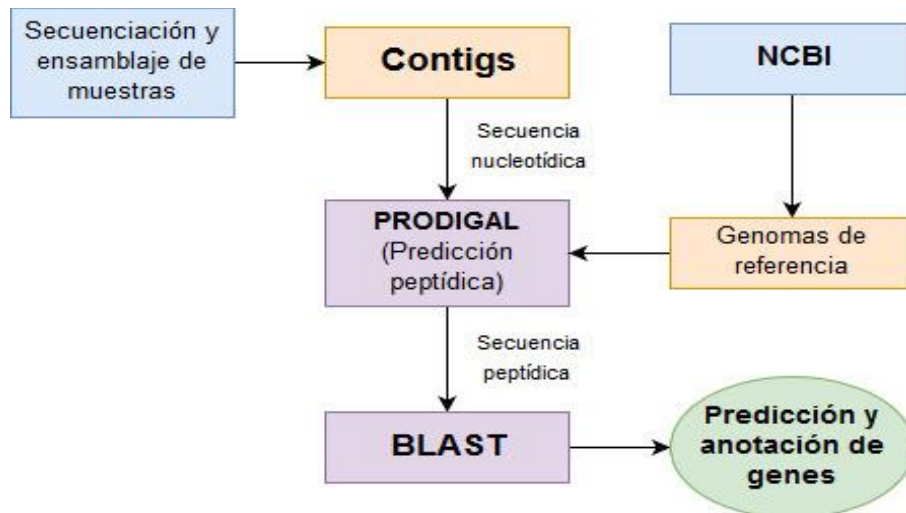 Secuenciación y
ensamblaje de
muestras
Contigs
NCBI
Secuencia
nucleotídica
PRODIGAL
(Predicción
peptídica)
Genomas de
referencia
Secuencia
peptídica
BLAST
Predicción y
anotación de
genes